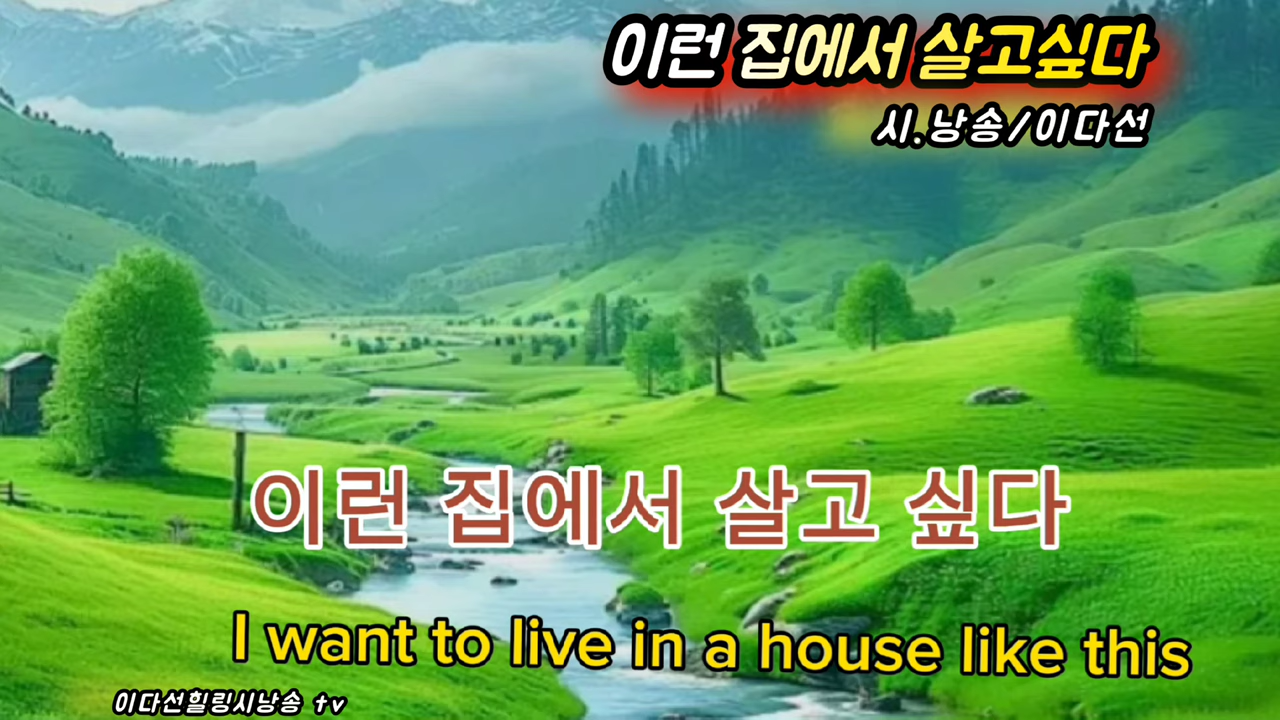 이런 집에서 살고싶다
시.낭송/이다선
이런 집에서 살고 싶다
I want to live in a house like this
이다선힐링시낭송 tv